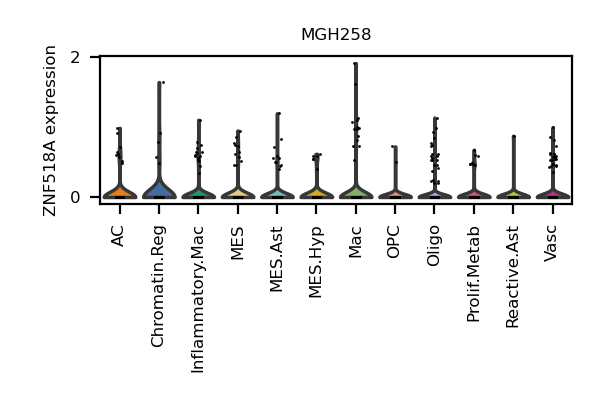 MGH258
ZNF518A expression
2
0
AC
Chromatin.Reg
Inflammatory.Mac
MES
MES.Ast
MES.Hyp
Mac
OPC
Oligo
Prolif.Metab
Reactive.Ast
Vasc